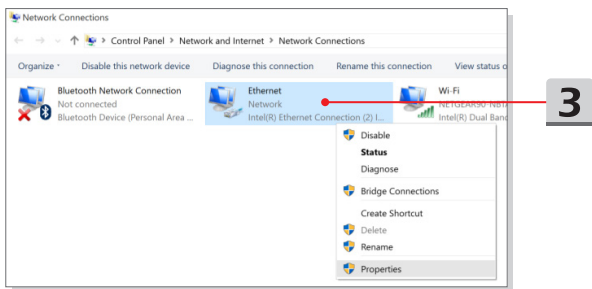 Network Connections
Control Panel > Network and Internet > Network Connections
Organize Disable this network device Diagnose this connection Rename this connection View status o
Bluetooth Network Connection
Not connected
Bluetooth Device (Personal Area ...
Ethernet
Network
Intel(R) Ethernet Connection (2) I...
Wi-Fi
Intel(R) Dual Band
3
Disable
Status
Diagnose
Bridge Connections
Create Shortcut
Delete
Rename
Properties